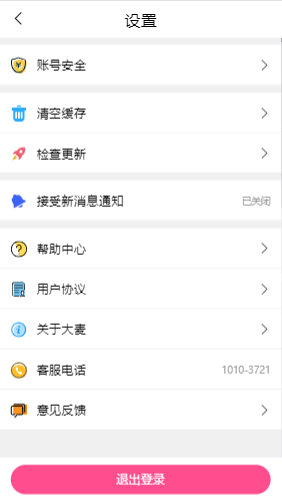 设置
账号安全
清空缓存
检查更新
接受新消息通知 已关闭
帮助中心
用户协议
关于大麦
客服电话 1010-3721
意见反馈
退出登录